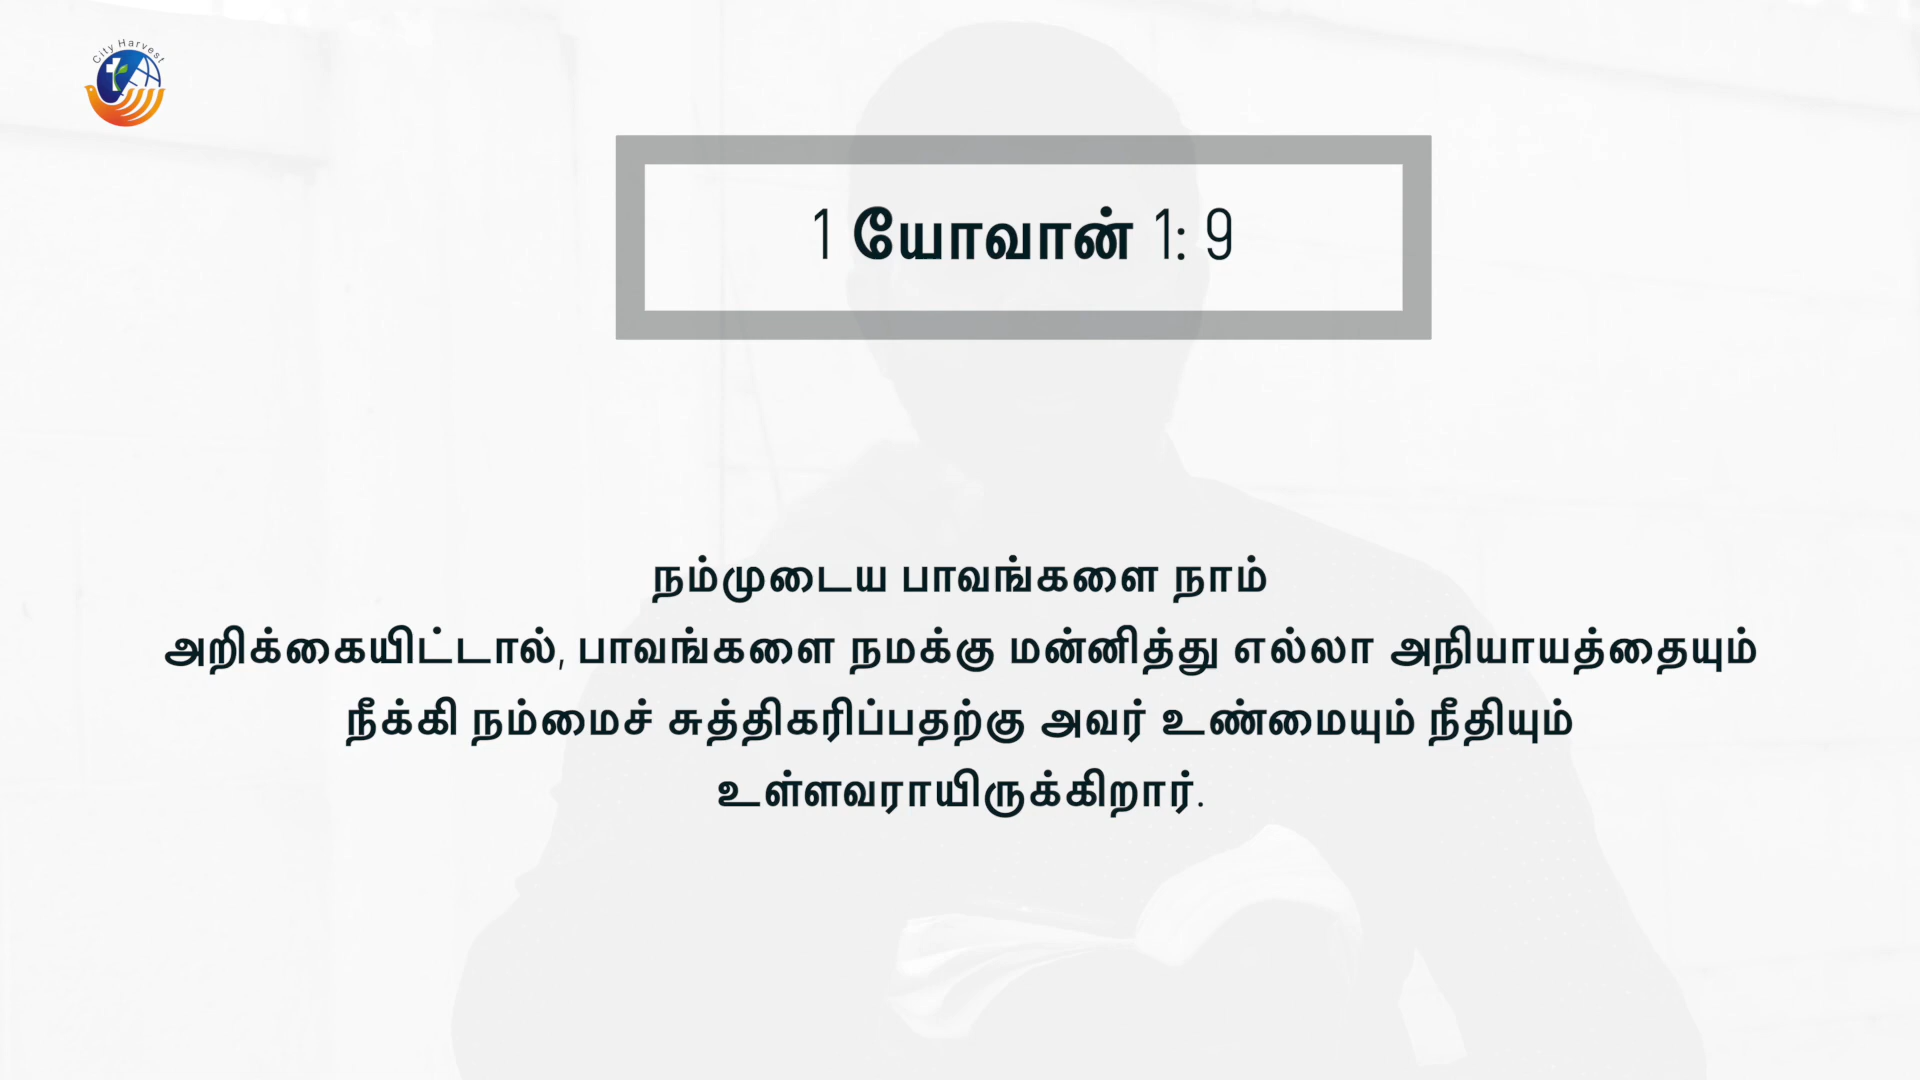 City Harvest
1 யோவான் 1: 9
நம்முடைய பாவங்களை நாம்
அறிக்கையிட்டால், பாவங்களை நமக்கு மன்னித்து எல்லா அநியாயத்தையும்
நீக்கி நம்மைச் சுத்திகரிப்பதற்கு அவர் உண்மையும் நீதியும்
உள்ளவராயிருக்கிறார்.